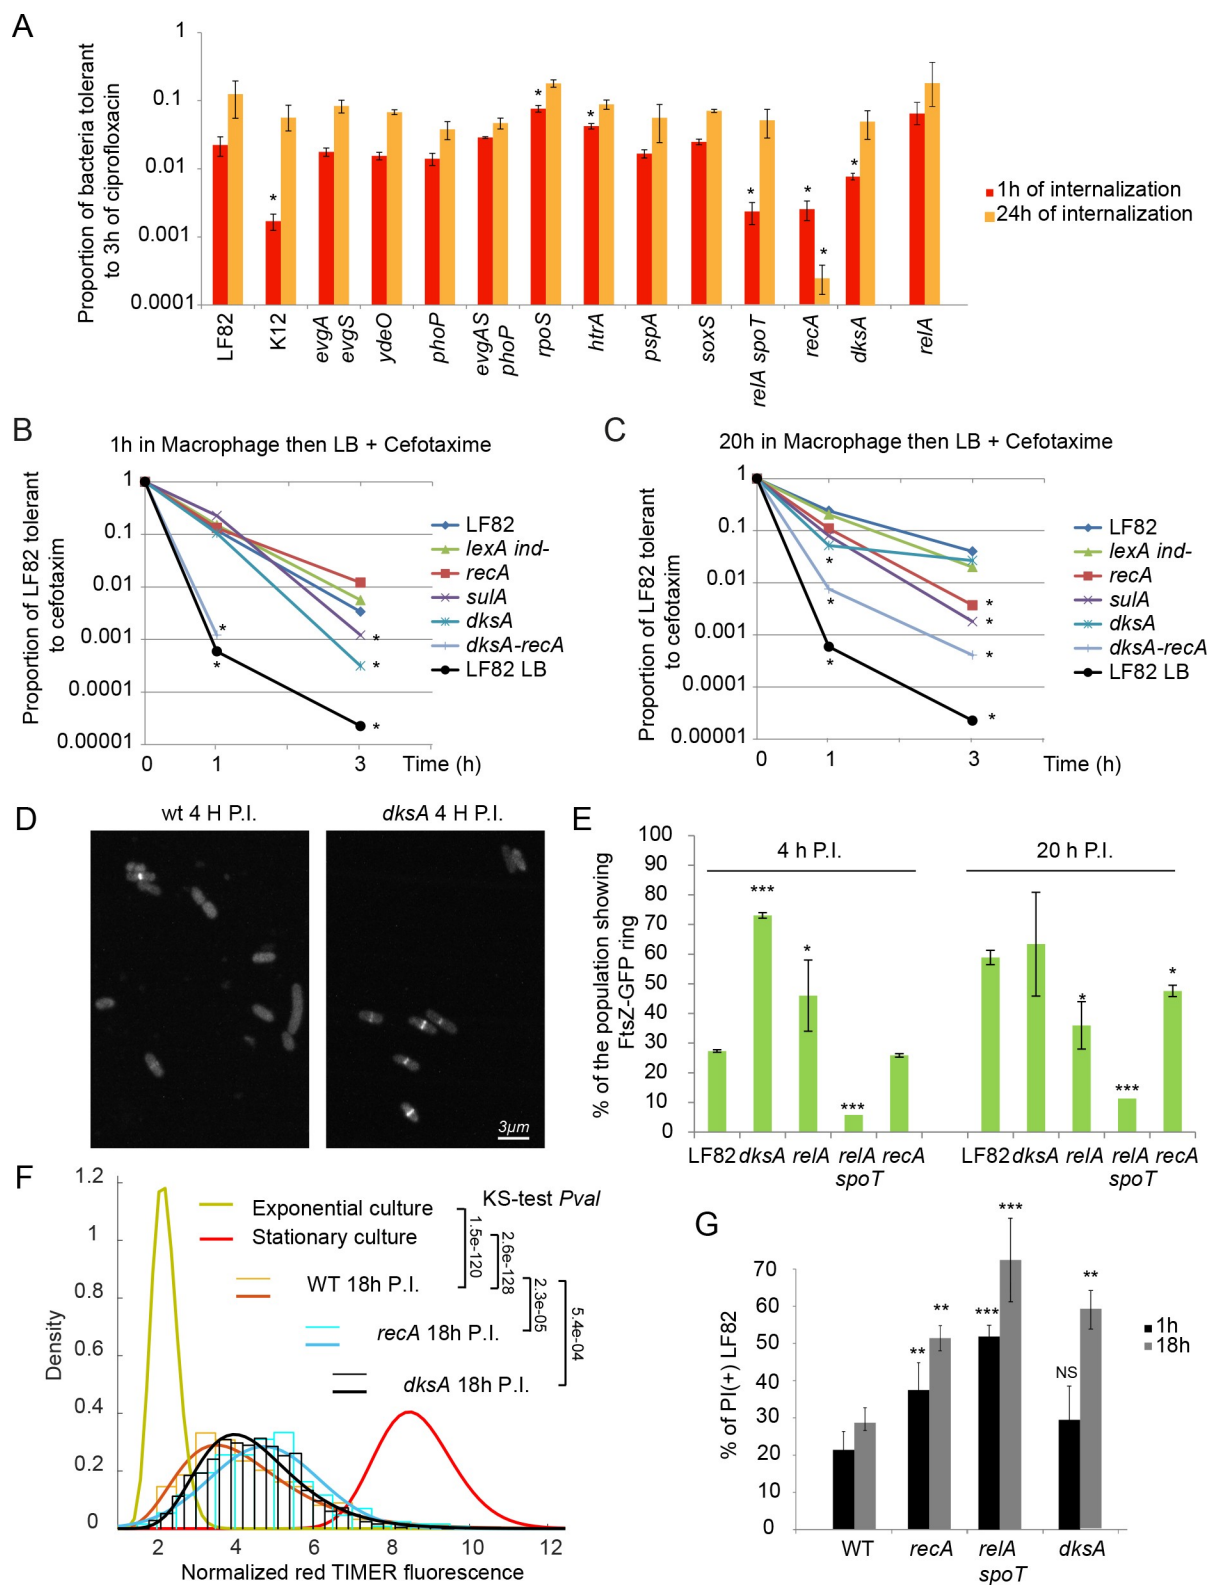 A
Proportion of bacteria tolerant
to 3h of ciprofloxacin
1
0.1
0.01
0.001
0.0001
*
*
*
*
*
*
*
LF82
K12
evgA
evgS
ydeO
phoP
evgAS
phoP
rpoS
htrA
pspA
soxS
relA spoT
recA
dksA
relA
1h of internalization
24h of internalization
B
1h in Macrophage then LB + Cefotaxime
Proportion of LF82 tolerant
to cefotaxim
1
0.1
0.01
0.001
0.0001
0.00001
*
*
*
*
*
0
1
3
Time (h)
LF82
lexA ind-
recA
sulA
dksA
dksA-recA
LF82 LB
C
20h in Macrophage then LB + Cefotaxime
Proportion of LF82 tolerant
to cefotaxim
1
0.1
0.01
0.001
0.0001
0.00001
*
*
*
*
*
*
*
0
1
3
Time (h)
LF82
lexA ind-
recA
sulA
dksA
dksA-recA
LF82 LB
D
wt 4 H P.I.
dksA 4 H P.I.
3µm
E
% of the population showing
FtsZ-GFP ring
100
90
80
70
60
50
40
30
20
10
0
4 h P.I.
20 h P.I.
***
*
***
*
***
*
LF82 dksA relA relA recA
spoT
LF82 dksA relA relA recA
spoT
F
Density
1.2
1
0.8
0.6
0.4
0.2
0
Exponential culture
Stationary culture
WT 18h P.I.
recA 18h P.I.
dksA 18h P.I.
KS-test Pval
1.5e-120
2.6e-128
2.3e-05
5.4e-04
2
4
6
8
10
12
Normalized red TIMER fluorescence
G
% of PI(+) LF82
70
60
50
40
30
20
10
0
**
**
***
***
NS
**
1h
18h
WT
recA
relA
spoT
dksA